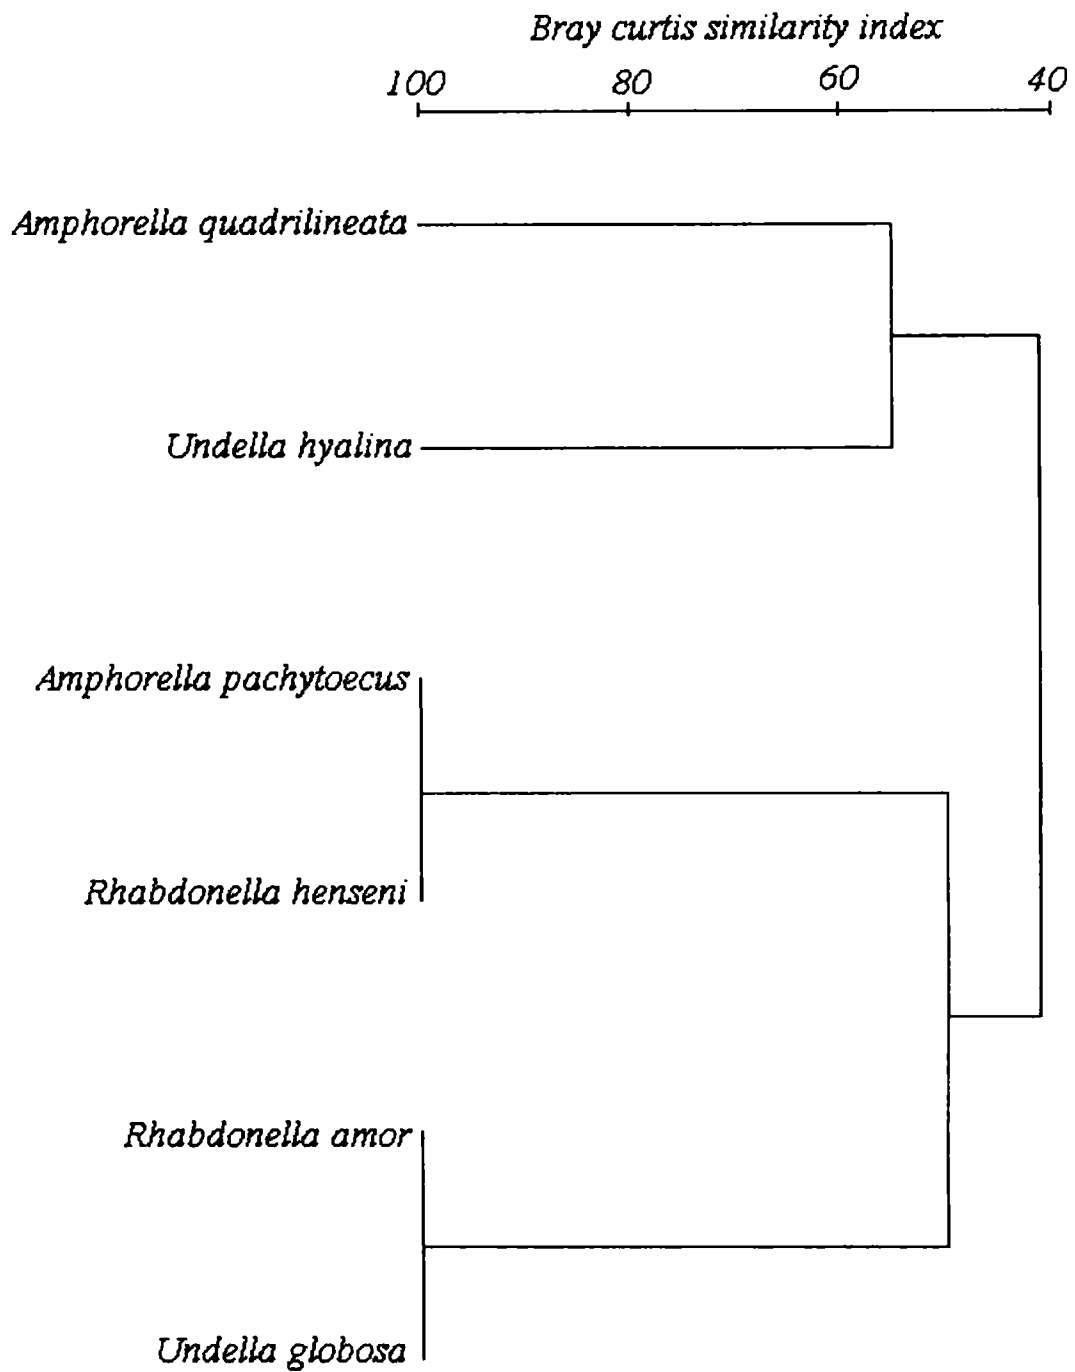 Bray curtis similarity index
100 80 60 40
Amphorella quadrilineata
Undella hyalina
Amphorella pachytoecus
Rhabdonella henseni
Rhabdonella amor
Undella globosa